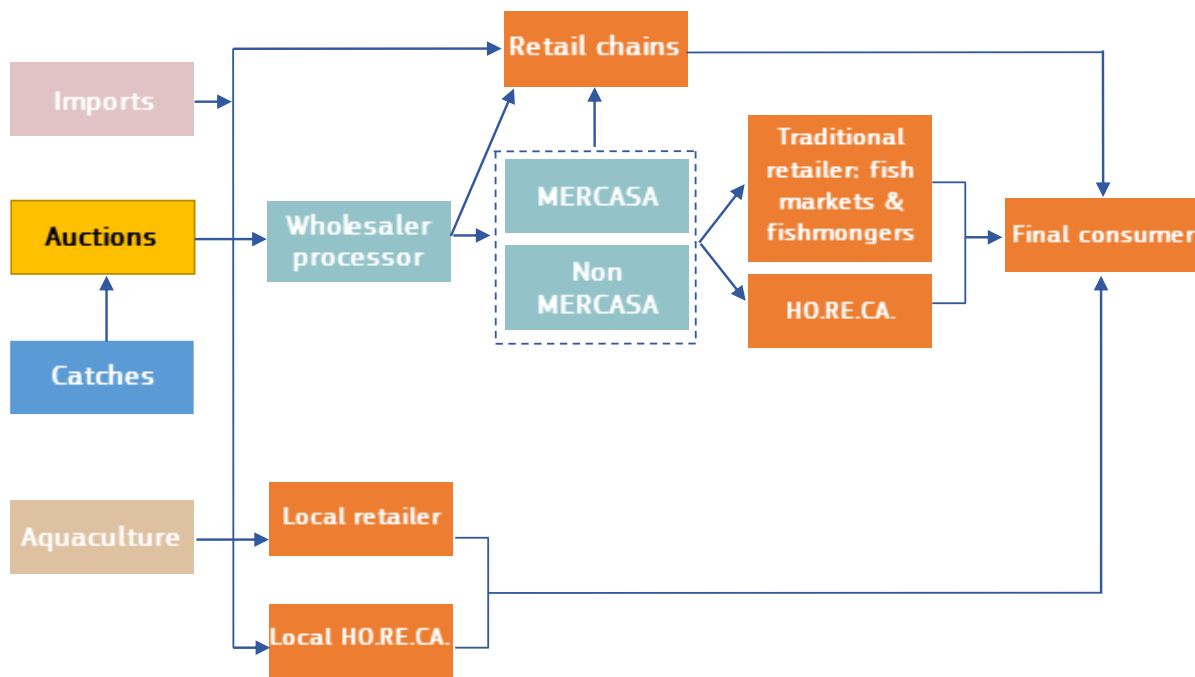 Retail chains
Imports
Traditional
retailer: fish
markets &
fishmongers
MERCASA
Auctions
Wholesaler
processor
Final consumer
Non
MERCASA
HO.RE.CA.
Catches
Local retailer
Aquaculture
Local HO.RE.CA.